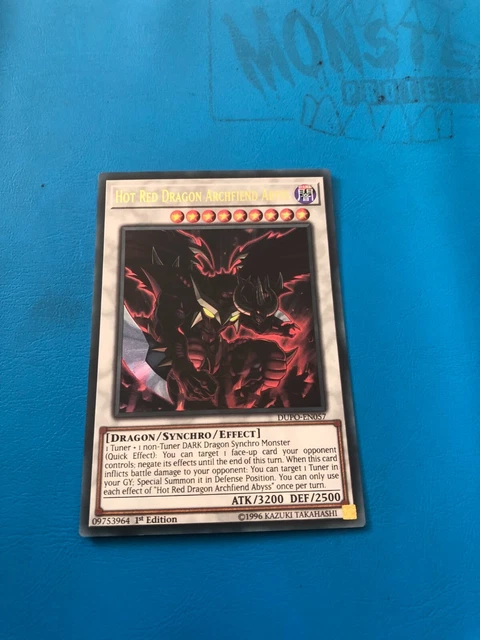 MONSTE
HOT RED DRAGON ARCHFIEND ABYSS
DUPO-EN057
[DRAGON/SYNCHRO/EFFECT]
1 Tuner + 1 non-Tuner DARK Dragon Synchro Monster
(Quick Effect): You can target 1 face-up card your opponent
controls; negate its effects until the end of this turn. When this card
inflicts battle damage to your opponent: You can target 1 Tuner in
your GY; Special Summon it in Defense Position. You can only use
each effect of "Hot Red Dragon Archfiend Abyss" once per turn.
ATK/3200 DEF/2500
09753964 1st Edition ©1996 KAZUKI TAKAHASHI